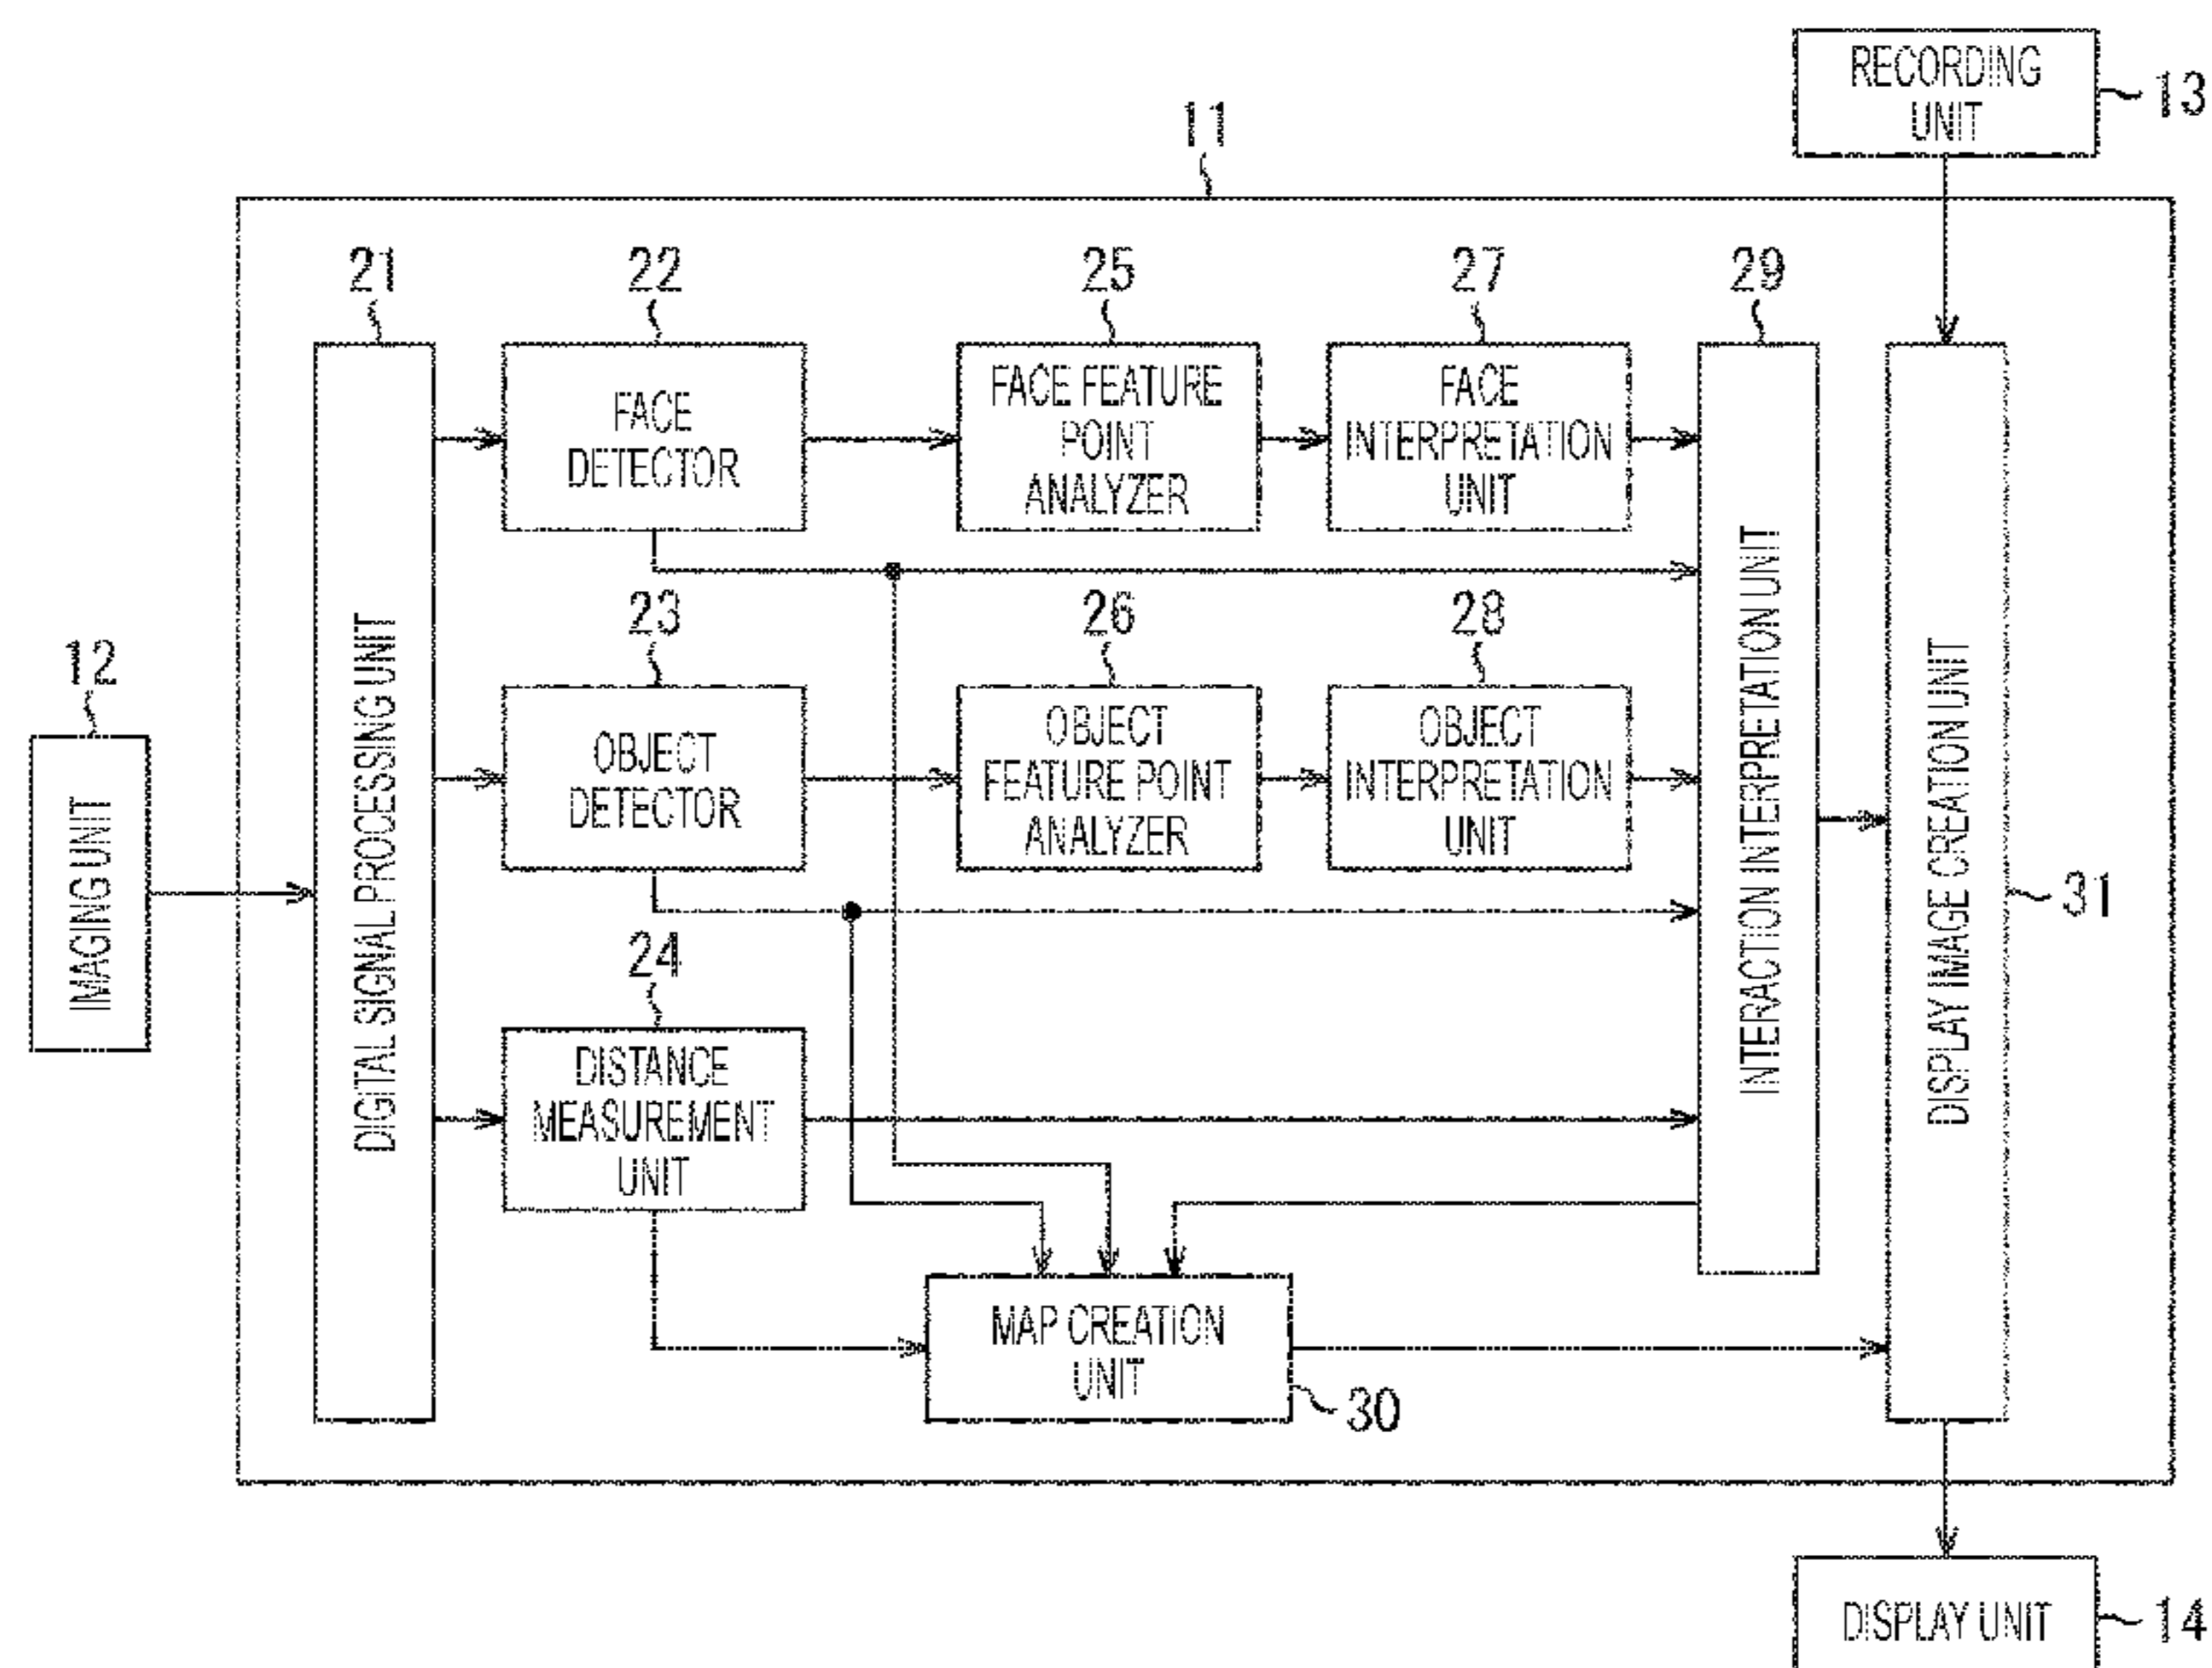 RECORDING
UNIT
13
11
21
22
25
27
29
FACE
DETECTOR
FACE FEATURE
POINT
ANALYZER
FACE
INTERPRETATION
UNIT
12
IMAGING UNIT
DIGITAL SIGNAL PROCESSING UNIT
23
26
28
OBJECT
DETECTOR
OBJECT
FEATURE POINT
ANALYZER
OBJECT
INTERPRETATION
UNIT
INTERACTION INTERPRETATION UNIT
DISPLAY IMAGE CREATION UNIT
31
24
DISTANCE
MEASUREMENT
UNIT
MAP CREATION
UNIT
30
DISPLAY UNIT
14